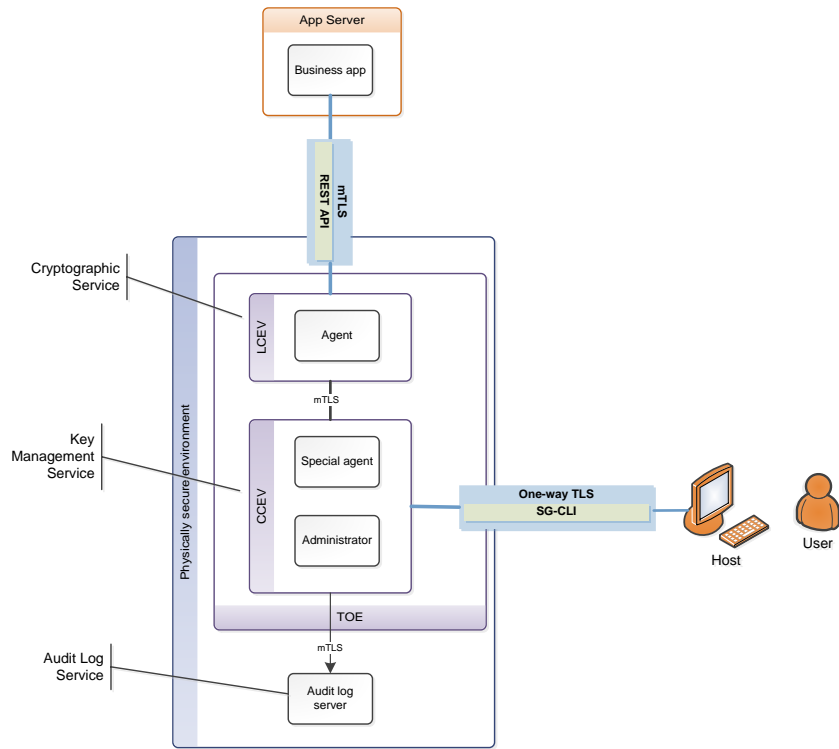 App Server
Business app
mTLS
REST API
Cryptographic
Service
LCEV
Agent
mTLS
Key
Management
Service
Physically secure environment
CCEV
Special agent
Administrator
One-way TLS
SG-CLI
Host
User
TOE
mTLS
Audit Log
Service
Audit log
server